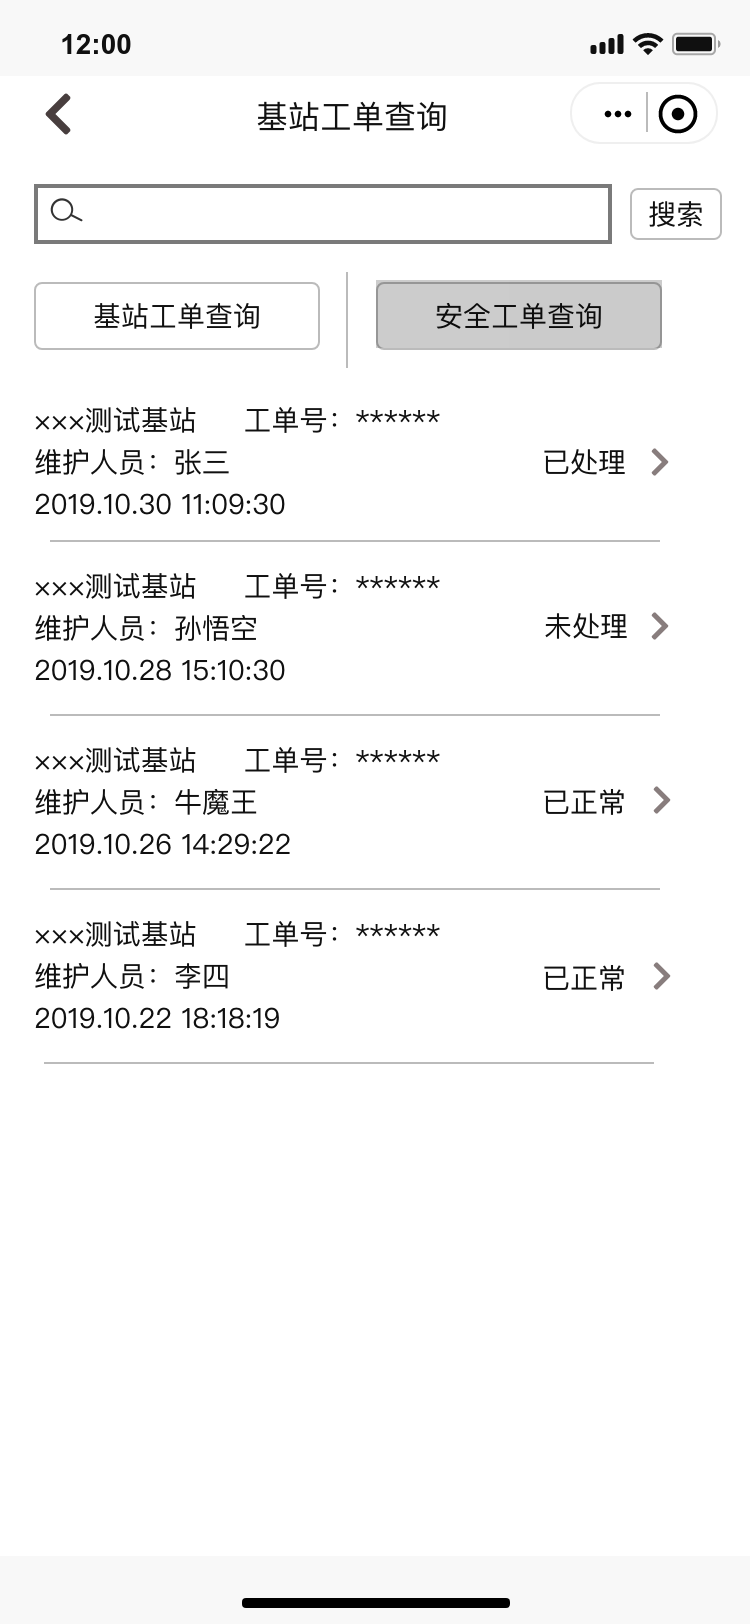 12:00
基站工单查询
搜索
基站工单查询 安全工单查询
×××测试基站 工单号：******
维护人员：张三 已处理
2019.10.30 11:09:30
×××测试基站 工单号：******
维护人员：孙悟空 未处理
2019.10.28 15:10:30
×××测试基站 工单号：******
维护人员：牛魔王 已正常
2019.10.26 14:29:22
×××测试基站 工单号：******
维护人员：李四 已正常
2019.10.22 18:18:19